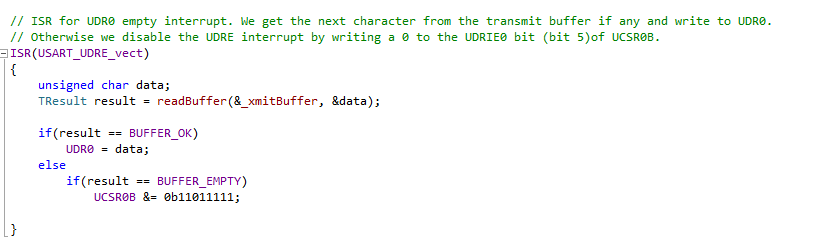 // ISR for UDR0 empty interrupt. We get the next character from the transmit buffer if any and write to UDR0.
// Otherwise we disable the UDRE interrupt by writing a 0 to the UDRIE0 bit (bit 5)of UCSR0B.
ISR(USART_UDRE_vect)
{
    unsigned char data;
    TResult result = readBuffer(&_xmitBuffer, &data);

    if(result == BUFFER_OK)
        UDR0 = data;
    else
        if(result == BUFFER_EMPTY)
            UCSR0B &= 0b11011111;

}